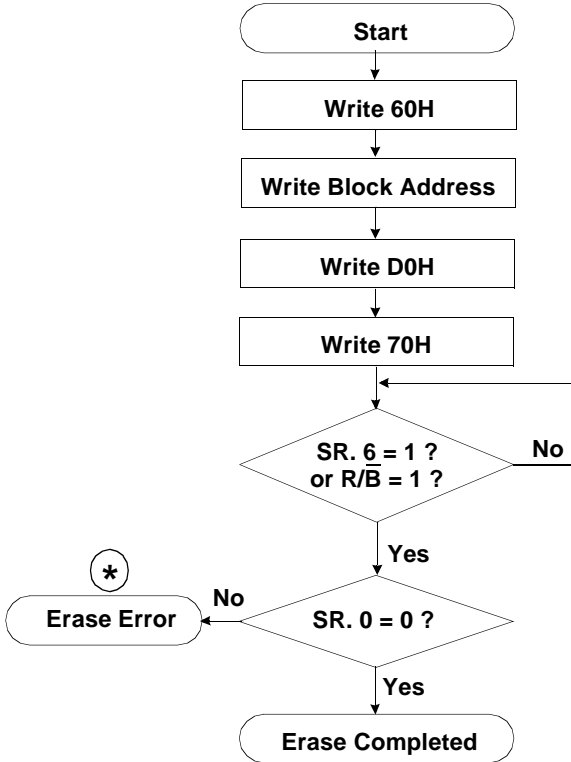 Start
Write 60H
Write Block Address
Write D0H
Write 70H
SR. 6 = 1 ?
or R/B̅ = 1 ?
No
Yes
*
No
Erase Error
SR. 0 = 0 ?
Yes
Erase Completed